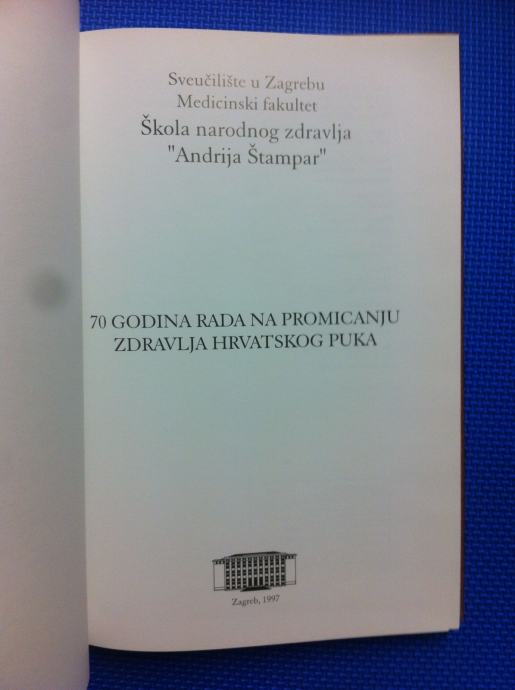 Sveučilište u Zagrebu
Medicinski fakultet
Škola narodnog zdravlja
"Andrija Štampar"
70 GODINA RADA NA PROMICANJU
ZDRAVLJA HRVATSKOG PUKA
Zagreb, 1997